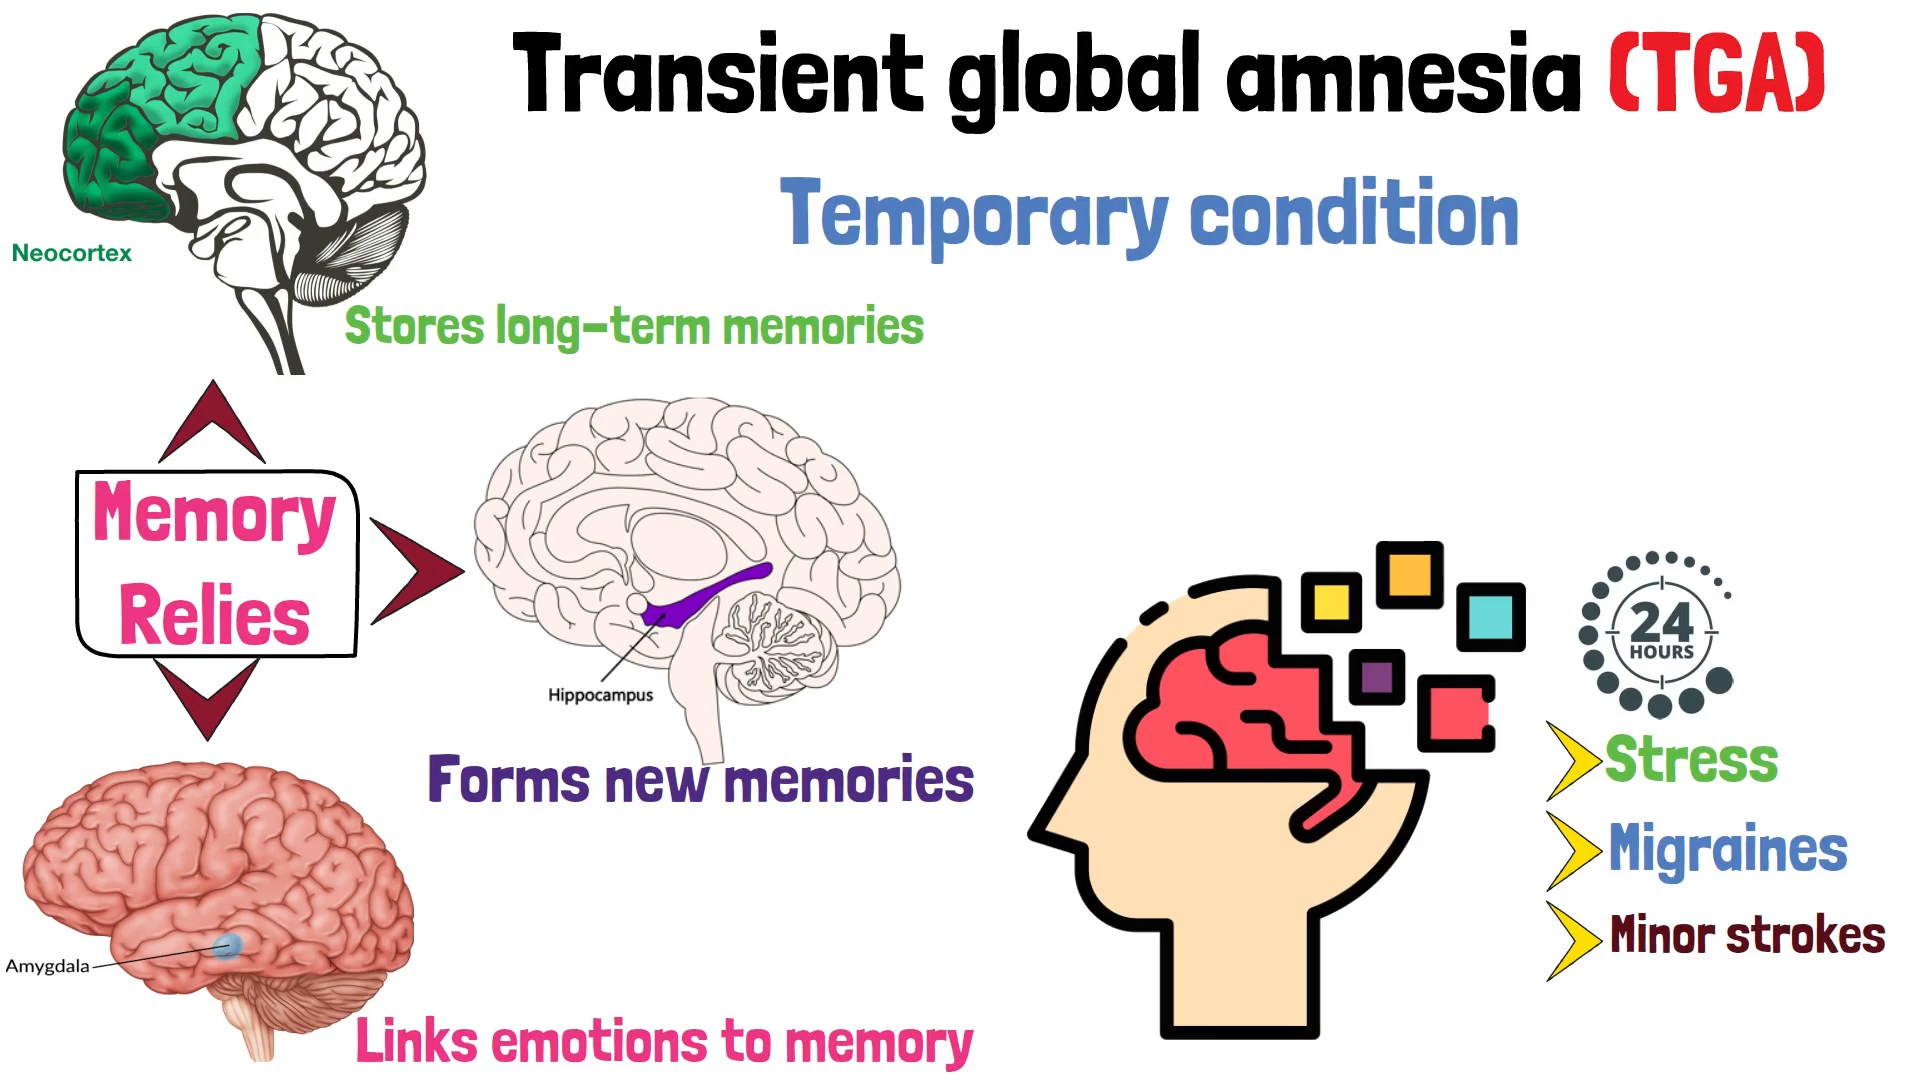 Transient global amnesia (TGA)
Temporary condition
Neocortex
Stores long-term memories
Memory
Relies
Hippocampus
Forms new memories
Amygdala
Links emotions to memory
24
HOURS
Stress
Migraines
Minor strokes